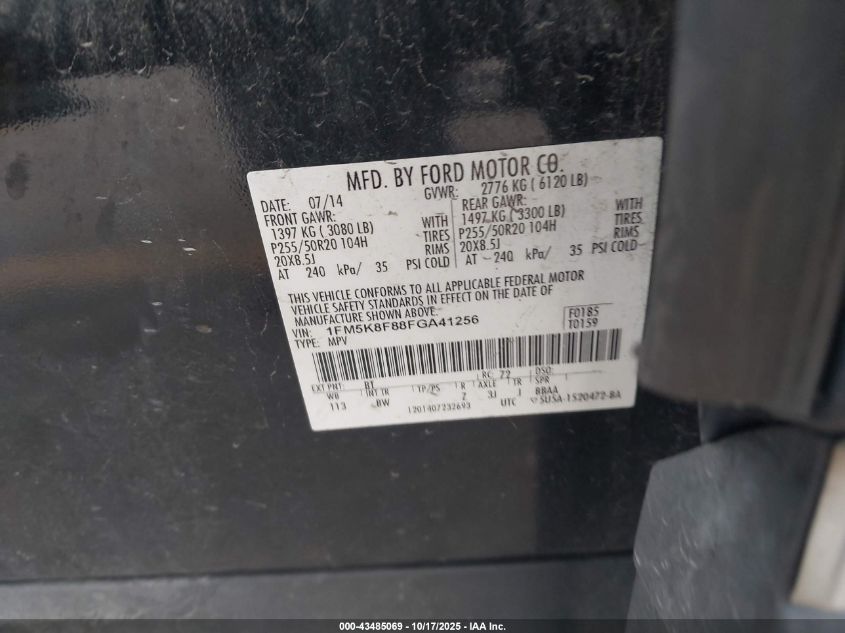 MFD. BY FORD MOTOR CO.
DATE: 07/14 GVWR: 2776 KG ( 6120 LB)
FRONT GAWR: REAR GAWR:
1397 KG ( 3080 LB) WITH 1497 KG ( 3300 LB) WITH
P255/50R20 104H TIRES P255/50R20 104H TIRES
20X8.5J RIMS 20X8.5J RIMS
AT 240 kPa/ 35 PSI COLD AT 240 kPa/ 35 PSI COLD
THIS VEHICLE CONFORMS TO ALL APPLICABLE FEDERAL MOTOR
VEHICLE SAFETY STANDARDS IN EFFECT ON THE DATE OF
MANUFACTURE SHOWN ABOVE.
VIN: 1FM5K8F88FGA41256 F0185
TYPE: MPV T0159
EXT PNT: BT RC: 72 DSO:
WB INT TR TP/PS R AXLE TR SPR
113 BW Z 3J J BBAA
1201407232693 UTC 5U5A-1520472-BA
000-43485069 - 10/17/2025 - IAA Inc.